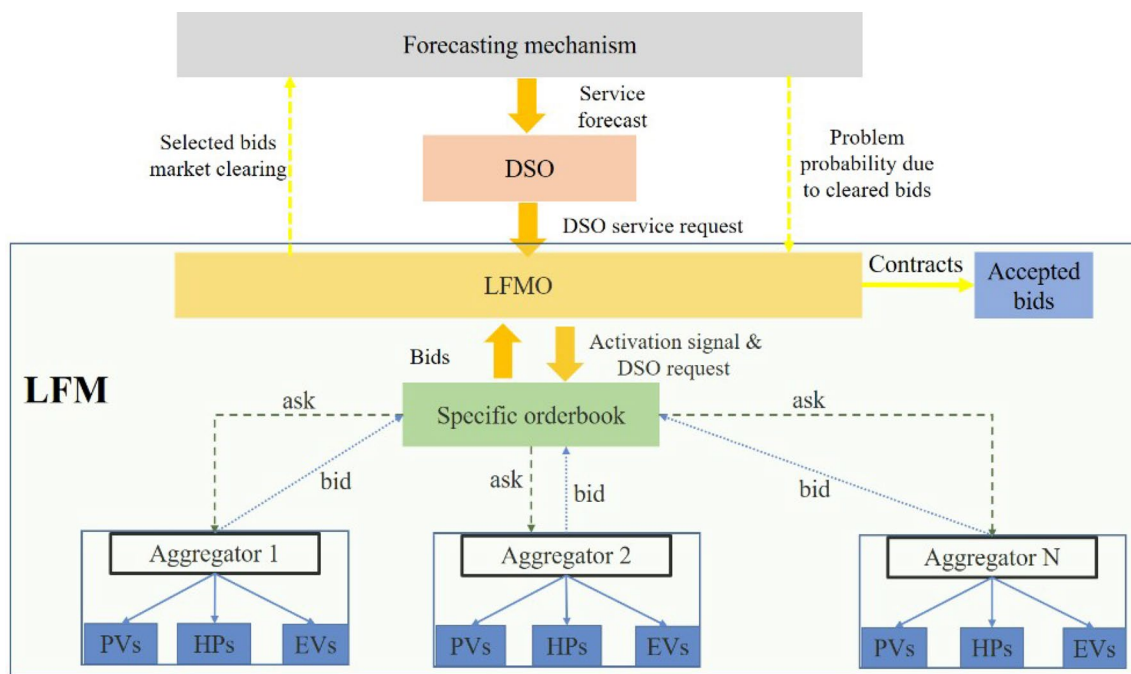 Forecasting mechanism
Selected bids
market clearing
Service
forecast
Problem
probability due
to cleared bids
DSO
DSO service request
LFMO
Contracts
Accepted
bids
Bids
Activation signal &
DSO request
LFM
Specific orderbook
ask
ask
bid
ask
bid
bid
Aggregator 1
Aggregator 2
Aggregator N
PVs
HPs
EVs
PVs
HPs
EVs
PVs
HPs
EVs